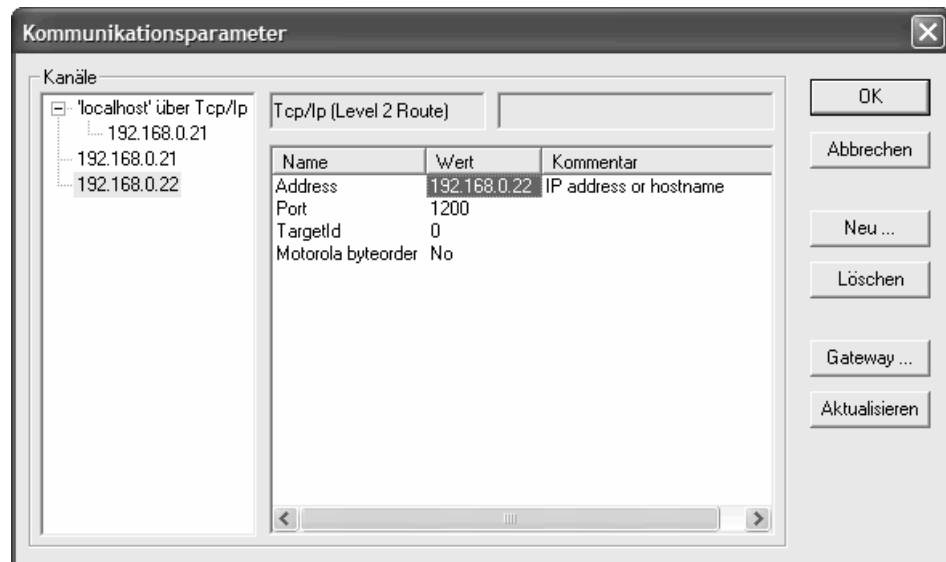 Kommunikationsparameter
Kanäle
'localhost' über Tcp/Ip
192.168.0.21
192.168.0.21
192.168.0.22
Tcp/Ip (Level 2 Route)
Name Wert Kommentar
Address 192.168.0.22 IP address or hostname
Port 1200
TargetId 0
Motorola byteorder No
OK
Abbrechen
Neu ...
Löschen
Gateway ...
Aktualisieren